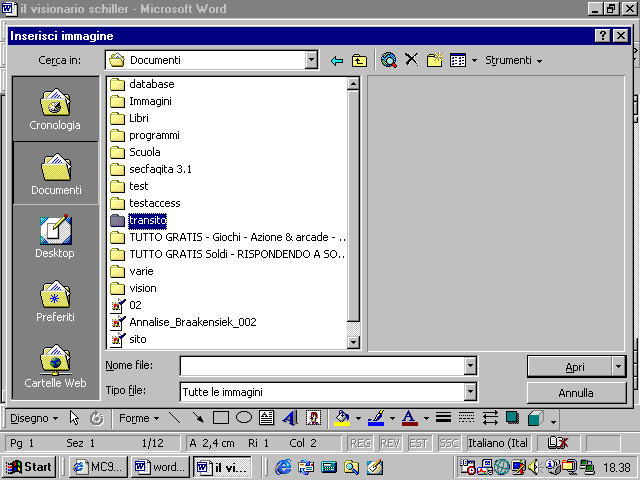 il visionario schiller - Microsoft Word
Inserisci immagine
Cerca in: Documenti Strumenti
Cronologia
Documenti
Desktop
Preferiti
Cartelle Web
database
Immagini
Libri
programmi
Scuola
secfaqita 3.1
test
testaccess
transito
TUTTO GRATIS - Giochi - Azione & arcade - ...
TUTTO GRATIS Soldi - RISPONDENDO A SO...
varie
vision
02
Annalise_Braakensiek_002
sito
Nome file: Apri
Tipo file: Tutte le immagini Annulla
Disegno Forme
Pg 1 Sez 1 1/12 A 2,4 cm Ri 1 Col 2 REG REV EST SSC Italiano (Ital
Start MC9... word... il vi... 18.38